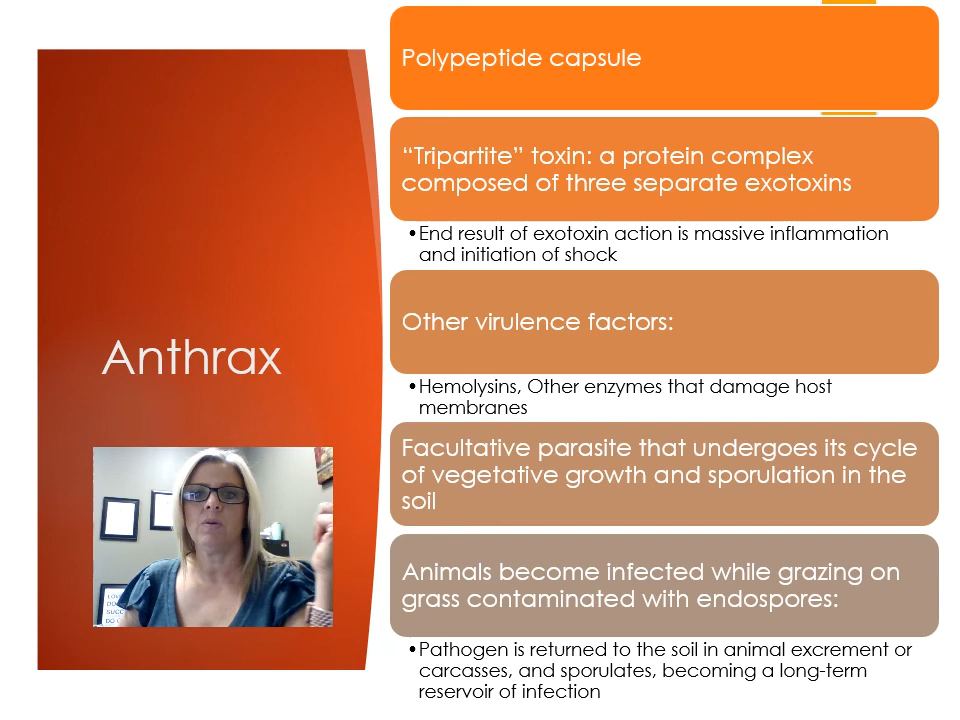 Anthrax
Polypeptide capsule
“Tripartite” toxin: a protein complex
composed of three separate exotoxins
•End result of exotoxin action is massive inflammation
and initiation of shock
Other virulence factors:
•Hemolysins, Other enzymes that damage host
membranes
Facultative parasite that undergoes its cycle
of vegetative growth and sporulation in the
soil
Animals become infected while grazing on
grass contaminated with endospores:
•Pathogen is returned to the soil in animal excrement or
carcasses, and sporulates, becoming a long-term
reservoir of infection